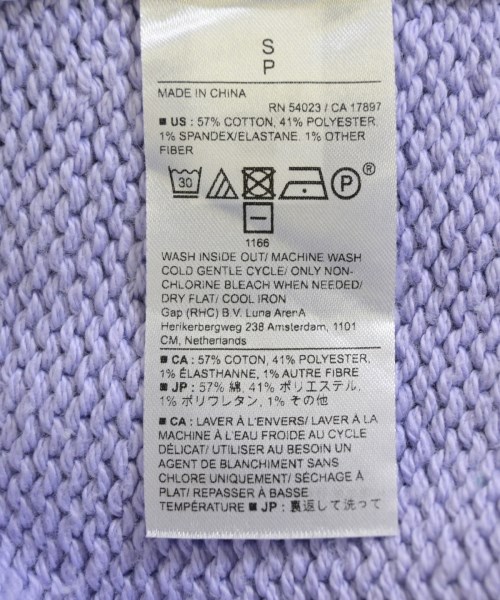 S
P
MADE IN CHINA
RN 54023 / CA 17897
■ US : 57% COTTON, 41% POLYESTER,
1% SPANDEX/ELASTANE, 1% OTHER
FIBER
30 P ®
1166
WASH INSIDE OUT/ MACHINE WASH
COLD GENTLE CYCLE/ ONLY NON-
CHLORINE BLEACH WHEN NEEDED/
DRY FLAT/ COOL IRON
Gap (RHC) B.V. Luna ArenA
Herikerbergweg 238 Amsterdam, 1101
CM, Netherlands
■ CA : 57% COTON, 41% POLYESTER,
1% ÉLASTHANNE, 1% AUTRE FIBRE
■ JP : 57% 綿, 41% ポリエステル,
1% ポリウレタン, 1% その他
■ CA : LAVER À L'ENVERS/ LAVER À LA
MACHINE À L'EAU FROIDE AU CYCLE
DÉLICAT/ UTILISER AU BESOIN UN
AGENT DE BLANCHIMENT SANS
CHLORE UNIQUEMENT/ SÉCHAGE À
PLAT/ REPASSER À BASSE
TEMPÉRATURE ■ JP : 裏返して洗って